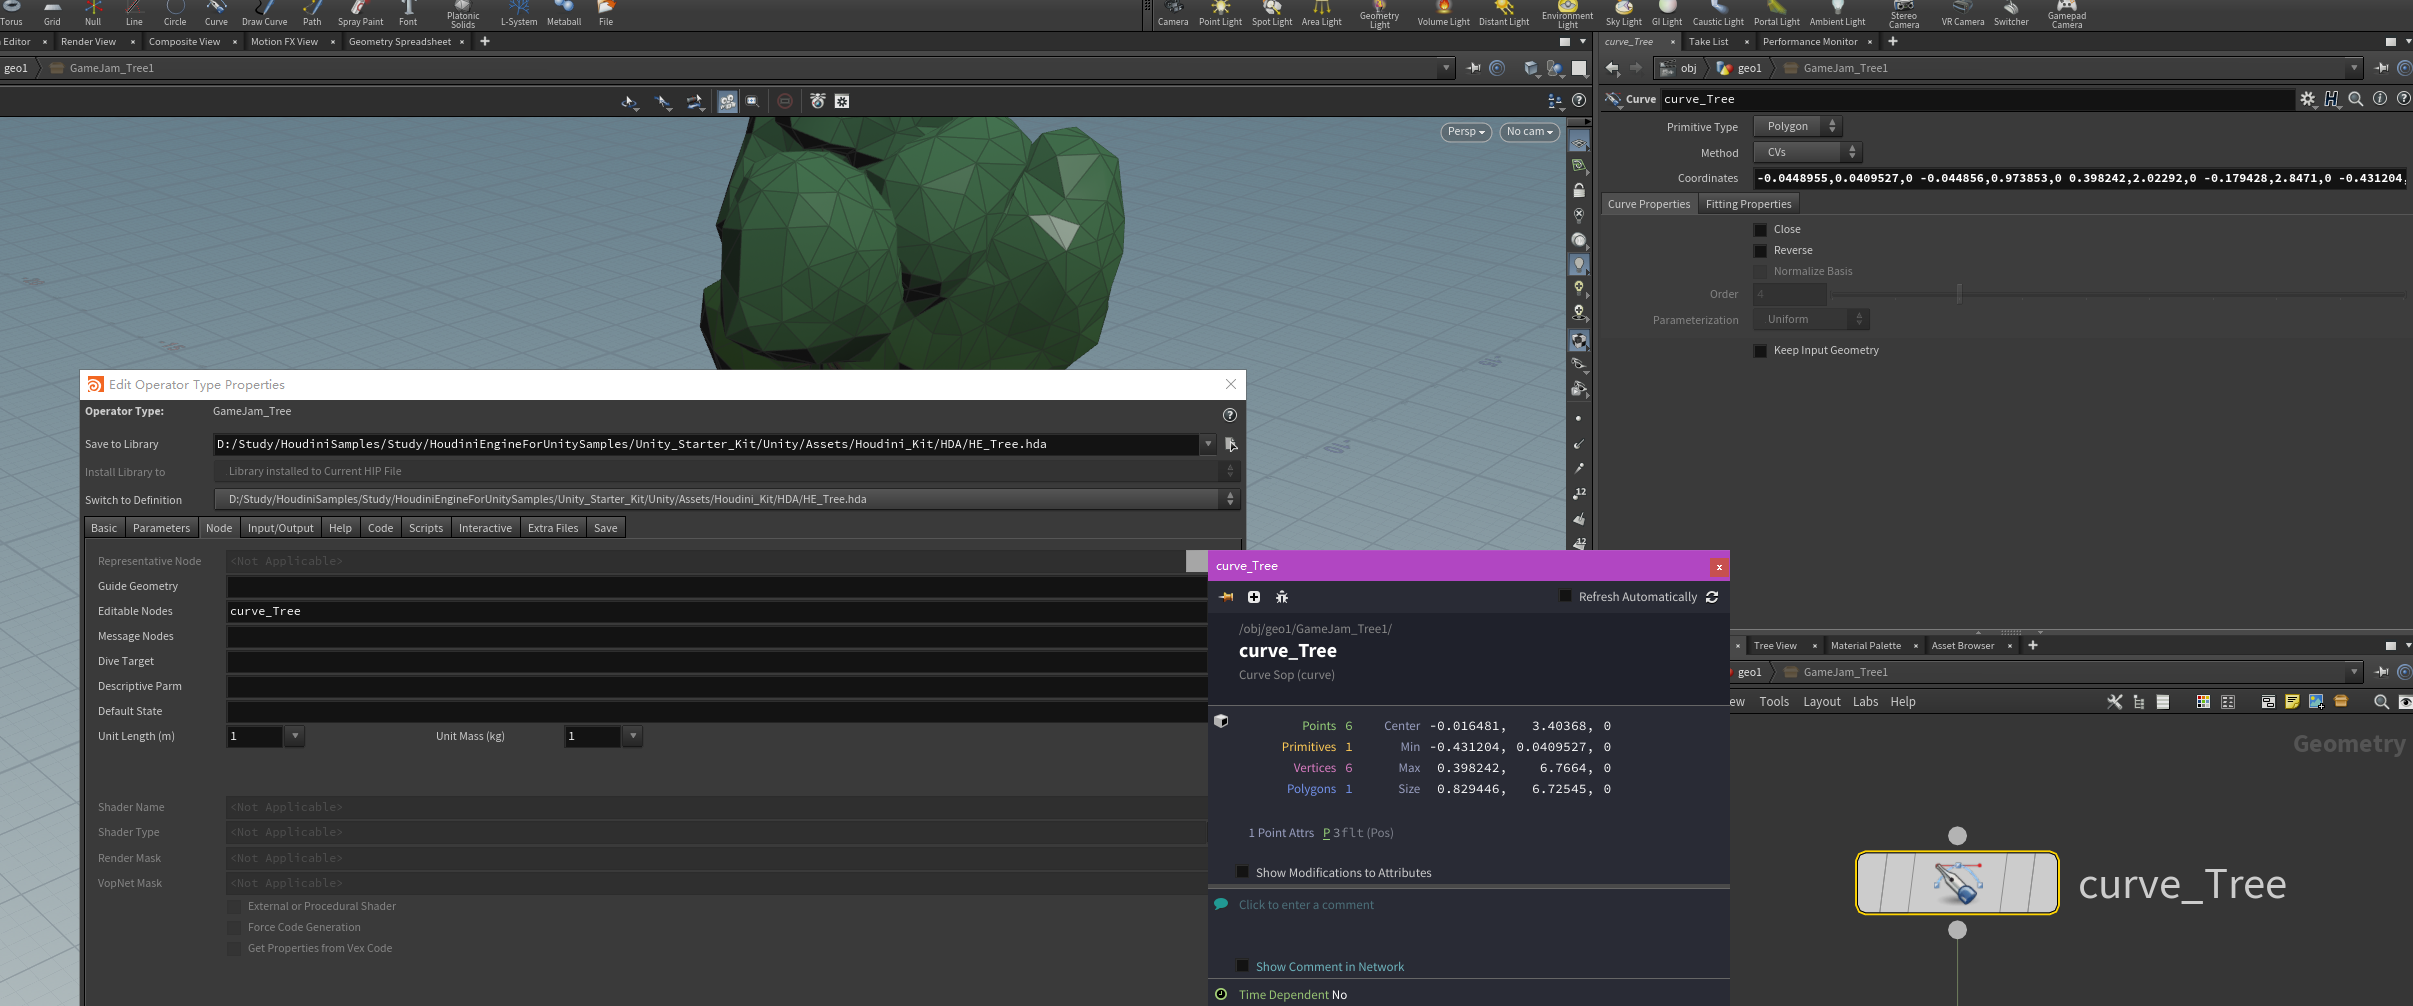 Torus Grid Null Line Circle Curve Draw Curve Path Spray Paint Font Platonic Solids L-System Metaball File
Camera Point Light Spot Light Area Light Geometry Light Volume Light Distant Light Environment Light Sky Light GI Light Caustic Light Portal Light Ambient Light Stereo Camera VR Camera Switcher Gamepad Camera
Editor Render View Composite View Motion FX View Geometry Spreadsheet
geo1 GameJam_Tree1
Persp No cam
curve_Tree Take List Performance Monitor
obj geo1 GameJam_Tree1
Curve curve_Tree
Primitive Type Polygon
Method CVs
Coordinates -0.0448955,0.0409527,0 -0.044856,0.973853,0 0.398242,2.02292,0 -0.179428,2.8471,0 -0.431204,
Curve Properties Fitting Properties
Close
Reverse
Normalize Basis
Order 4
Parameterization Uniform
Keep Input Geometry
12
12
Edit Operator Type Properties
Operator Type: GameJam_Tree
Save to Library D:/Study/HoudiniSamples/Study/HoudiniEngineForUnitySamples/Unity_Starter_Kit/Unity/Assets/Houdini_Kit/HDA/HE_Tree.hda
Install Library to Library installed to Current HIP File
Switch to Definition D:/Study/HoudiniSamples/Study/HoudiniEngineForUnitySamples/Unity_Starter_Kit/Unity/Assets/Houdini_Kit/HDA/HE_Tree.hda
Basic Parameters Node Input/Output Help Code Scripts Interactive Extra Files Save
Representative Node <Not Applicable>
Guide Geometry
Editable Nodes curve_Tree
Message Nodes
Dive Target
Descriptive Parm
Default State
Unit Length (m) 1 Unit Mass (kg) 1
Shader Name <Not Applicable>
Shader Type <Not Applicable>
Render Mask <Not Applicable>
VopNet Mask <Not Applicable>
External or Procedural Shader
Force Code Generation
Get Properties from Vex Code
curve_Tree
Refresh Automatically
/obj/geo1/GameJam_Tree1/
curve_Tree
Curve Sop (curve)
Points 6 Center -0.016481, 3.40368, 0
Primitives 1 Min -0.431204, 0.0409527, 0
Vertices 6 Max 0.398242, 6.7664, 0
Polygons 1 Size 0.829446, 6.72545, 0
1 Point Attrs P 3flt (Pos)
Show Modifications to Attributes
Click to enter a comment
Show Comment in Network
Time Dependent No
Tree View Material Palette Asset Browser
geo1 GameJam_Tree1
ew Tools Layout Labs Help
Geometry
curve_Tree